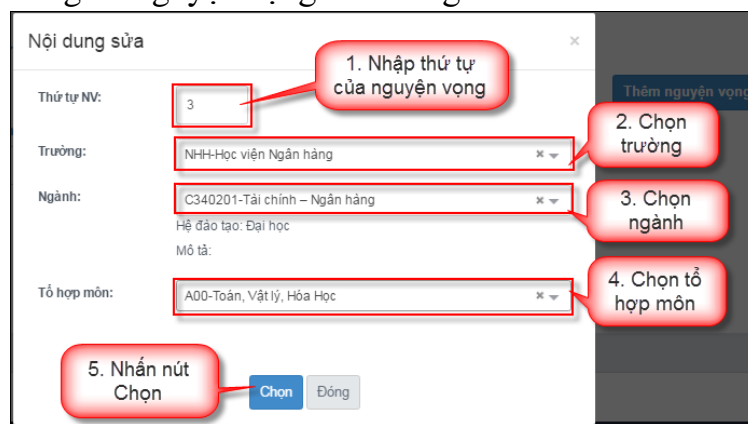 Nội dung sửa ×
1. Nhập thứ tự
của nguyện vọng
Thứ tự NV: 3
Thêm nguyện vọng
2. Chọn
trường
Trường: NHH-Học viện Ngân hàng ×
Ngành: C340201-Tài chính – Ngân hàng ×
3. Chọn
ngành
Hệ đào tạo: Đại học
Mô tả:
4. Chọn tổ
hợp môn
Tổ hợp môn: A00-Toán, Vật lý, Hóa Học ×
5. Nhấn nút
Chọn
Chọn Đóng